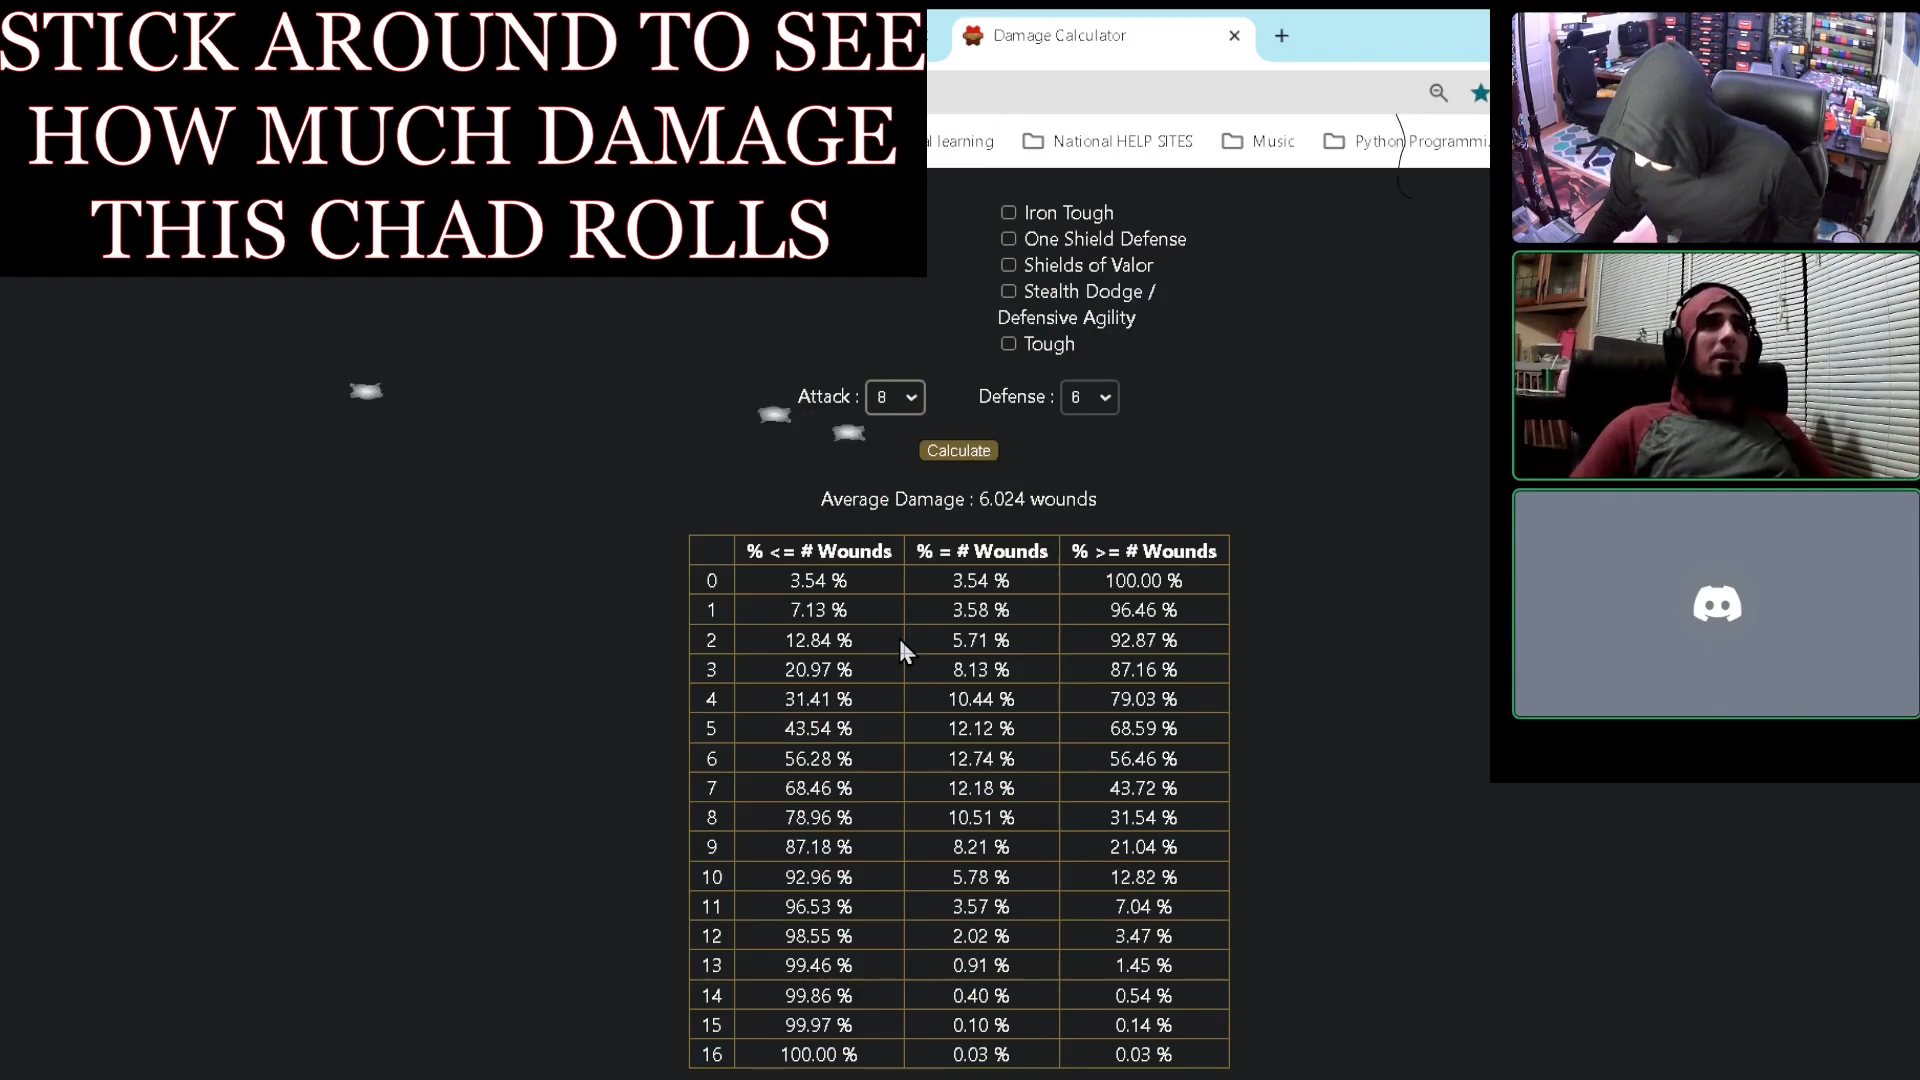 STICK AROUND TO SEE
HOW MUCH DAMAGE
THIS CHAD ROLLS
Damage Calculator
l learning
National HELP SITES
Music
Python Programmi
Iron Tough
One Shield Defense
Shields of Valor
Stealth Dodge /
Defensive Agility
Tough
Attack : 8 Defense : 6
Calculate
Average Damage : 6.024 wounds
% <= # Wounds % = # Wounds % >= # Wounds
0 3.54 % 3.54 % 100.00 %
1 7.13 % 3.58 % 96.46 %
2 12.84 % 5.71 % 92.87 %
3 20.97 % 8.13 % 87.16 %
4 31.41 % 10.44 % 79.03 %
5 43.54 % 12.12 % 68.59 %
6 56.28 % 12.74 % 56.46 %
7 68.46 % 12.18 % 43.72 %
8 78.96 % 10.51 % 31.54 %
9 87.18 % 8.21 % 21.04 %
10 92.96 % 5.78 % 12.82 %
11 96.53 % 3.57 % 7.04 %
12 98.55 % 2.02 % 3.47 %
13 99.46 % 0.91 % 1.45 %
14 99.86 % 0.40 % 0.54 %
15 99.97 % 0.10 % 0.14 %
16 100.00 % 0.03 % 0.03 %